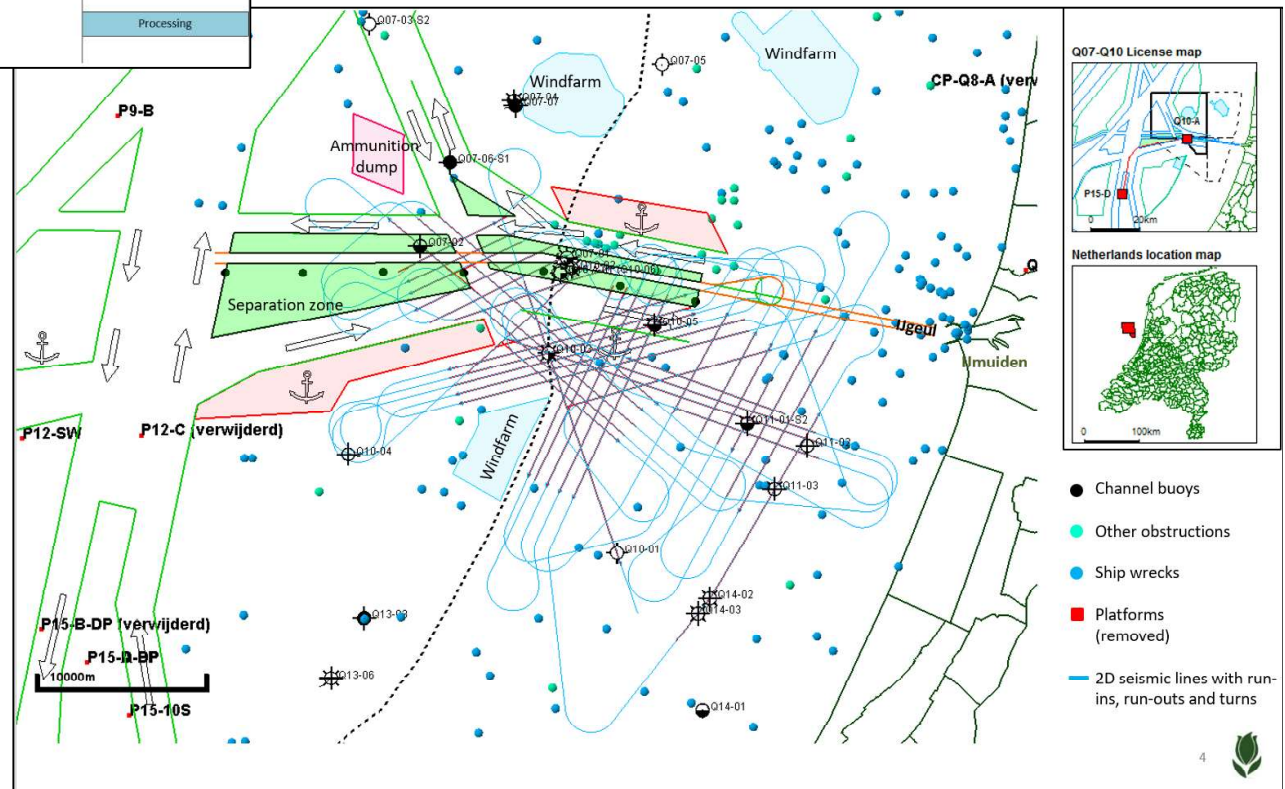 Processing
Q07-03-S2
Windfarm
Q07-05
Windfarm
CP-Q8-A (verw
Q07-07
P9-B
Ammunition
dump
Q07-06-S1
Q07-02
Q07-01
Separation zone
Q10-05
IJgeul
IJmuiden
Q10-02
P12-SW
P12-C (verwijderd)
Q10-04
Windfarm
Q11-01-S2
Q11-02
Q11-03
Q10-01
Q14-02
Q14-03
Q13-03
P15-B-DP (verwijderd)
10000m
Q13-06
P15-10S
Q14-01
Q07-Q10 License map
Q10-A
P15-D
0 20km
Netherlands location map
0 100km
Channel buoys
Other obstructions
Ship wrecks
Platforms
(removed)
2D seismic lines with run-
ins, run-outs and turns
4